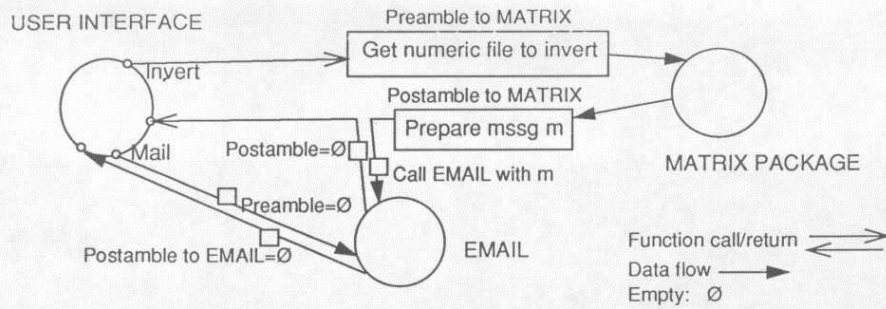 Preamble to MATRIX
USER INTERFACE
Get numeric file to invert
Invert
Postamble to MATRIX
Prepare mssg m
Mail
Postamble=Ø
Call EMAIL with m
MATRIX PACKAGE
Preamble=Ø
Postamble to EMAIL=Ø
EMAIL
Function call/return
Data flow
Empty: Ø